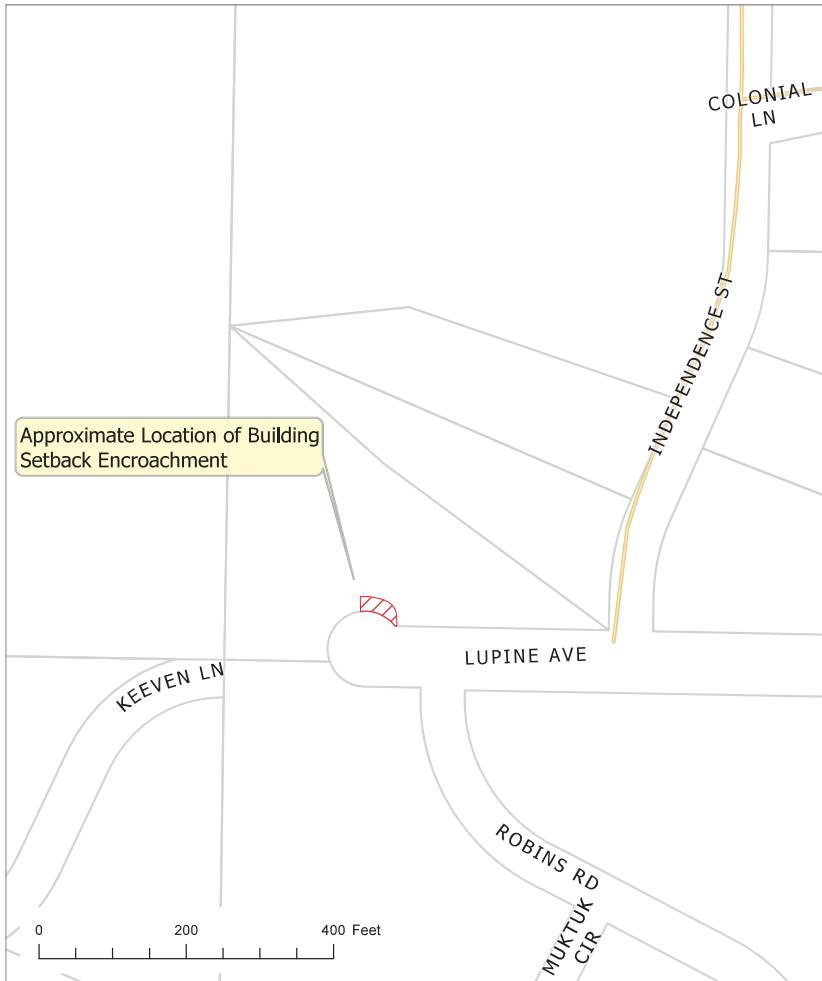 COLONIAL
LN
INDEPENDENCE ST
Approximate Location of Building
Setback Encroachment
LUPINE AVE
KEEVEN LN
ROBINS RD
MUKTUK
CIR
0 200 400 Feet